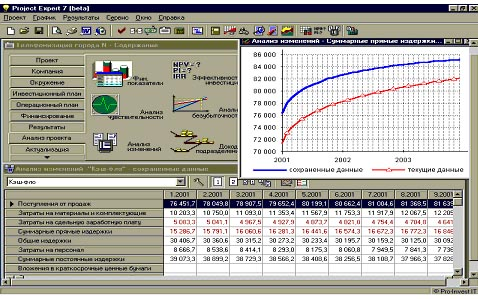 Project Expert 7 (beta)
Проект График Результаты Сервис Окно Справка
Телефонизация города N - Содержание
Проект
Компания
Окружение
Инвестиционный план
Операционный план
Финансирование
Результаты
Анализ проекта
Актуализация
Фин. показатели
NPV-?
PI-?
IRR
Эффективность инвестиций
Анализ чувствительности
Анализ безубыточности
Анализ изменений
Доход подразделений
Анализ изменений - Суммарные прямые издержки
86 000
84 000
82 000
80 000
78 000
76 000
74 000
72 000
70 000
2001 2002 2003
сохраненные данные текущие данные
Анализ изменений "Кэш-фло" - сохраненные данные
Кэш-фло
1.2001 2.2001 3.2001 4.2001 5.2001 6.2001 7.2001 8.2001 9.2001
Поступления от продаж 76 451,7 78 049,8 78 907,5 79 652,4 80 199,1 80 662,4 81 004,6 81 368,5 81 639
Затраты на материалы и комплектующие 10 203,3 10 750,0 11 093,0 11 353,4 11 567,9 11 753,3 11 917,9 12 067,5 12 205
Затраты на сдельную заработную плату 5 083,3 5 041,1 4 967,5 4 927,9 4 873,7 4 821,0 4 754,4 4 704,8 4 641
Суммарные прямые издержки 15 286,7 15 791,1 16 060,6 16 281,3 16 441,6 16 574,3 16 672,3 16 772,3 16 846
Общие издержки 30 406,7 30 360,6 30 315,2 30 273,2 30 233,4 30 195,7 30 159,2 30 125,0 30 092
Затраты на персонал 8 666,7 8 538,6 8 414,1 8 293,0 8 175,3 8 060,8 7 949,5 7 841,3 7 736
Суммарные постоянные издержки 39 073,3 38 899,2 38 729,3 38 566,2 38 408,6 38 256,5 38 108,7 37 966,3 37 828
Вложения в краткосрочные ценные бумаги
© Pro-Invest IT